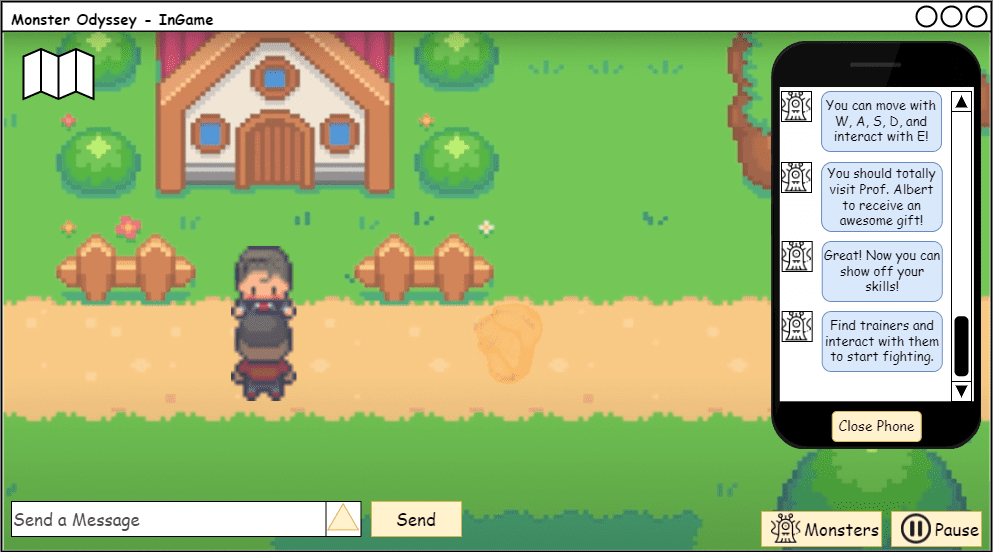 Monster Odyssey - InGame
You can move with
W, A, S, D, and
interact with E!
You should totally
visit Prof. Albert
to receive an
awesome gift!
Great! Now you can
show off your
skills!
Find trainers and
interact with them
to start fighting.
Close Phone
Send a Message
Send
Monsters
Pause